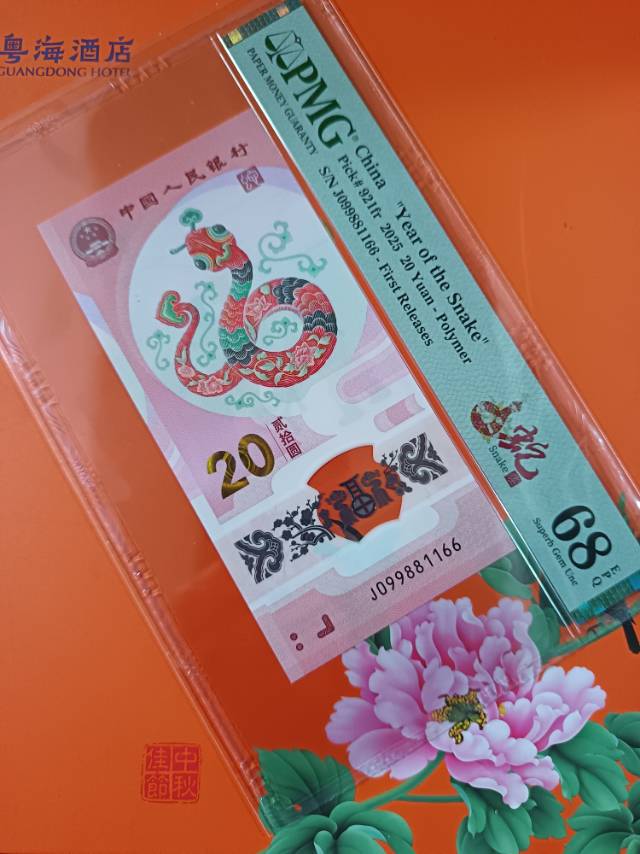 粤海酒店
GUANGDONG HOTEL
PMG®
PAPER MONEY GUARANTY
China
"Year of the Snake"
Pick# 921fr 2025 20 Yuan - Polymer
S/N J099881166 - First Releases
蛇
Snake
68 EPQ
Superb Gem Unc
中国人民银行
20
贰拾圆
J099881166
中秋
佳節